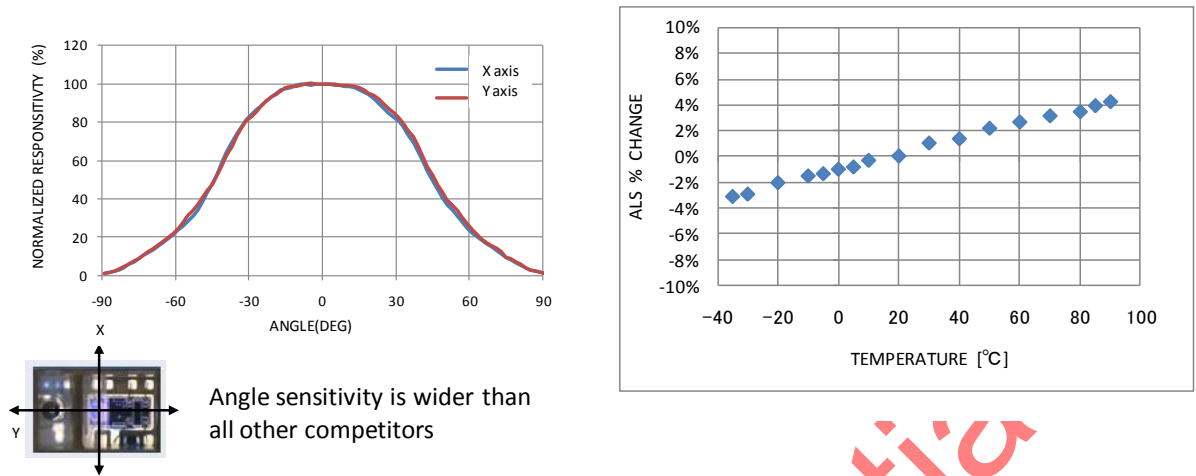 120
100
80
60
40
20
0
NORMALIZED RESPONSITIVTY (%)
X axis
Y axis
-90 -60 -30 0 30 60 90
ANGLE(DEG)
X
Y
Angle sensitivity is wider than
all other competitors
10%
8%
6%
4%
2%
0%
-2%
-4%
-6%
-8%
-10%
ALS % CHANGE
-40 -20 0 20 40 60 80 100
TEMPERATURE [℃]